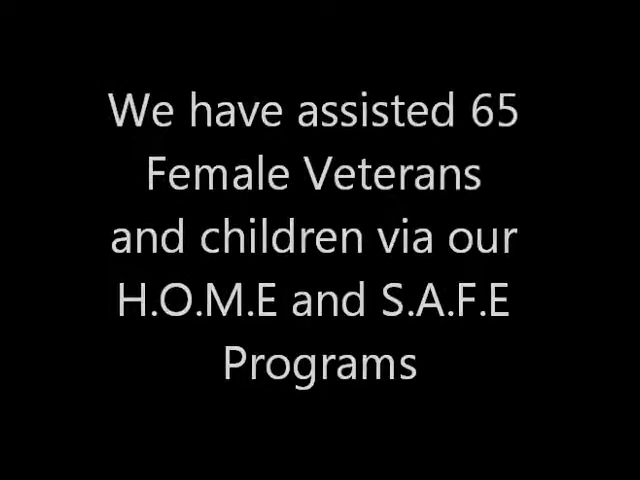 We have assisted 65
Female Veterans
and children via our
H.O.M.E and S.A.F.E
Programs